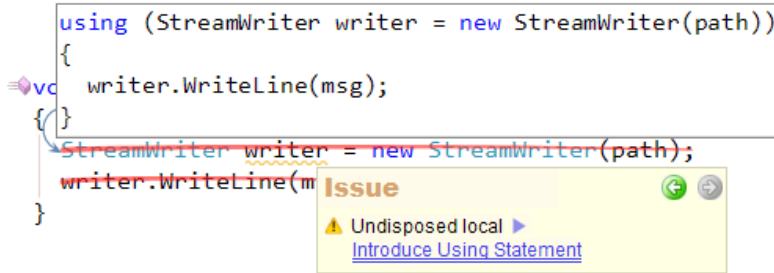 using (StreamWriter writer = new StreamWriter(path))
{
writer.WriteLine(msg);
}
{
StreamWriter writer = new StreamWriter(path);
writer.WriteLine(m
}
Issue
Undisposed local
Introduce Using Statement